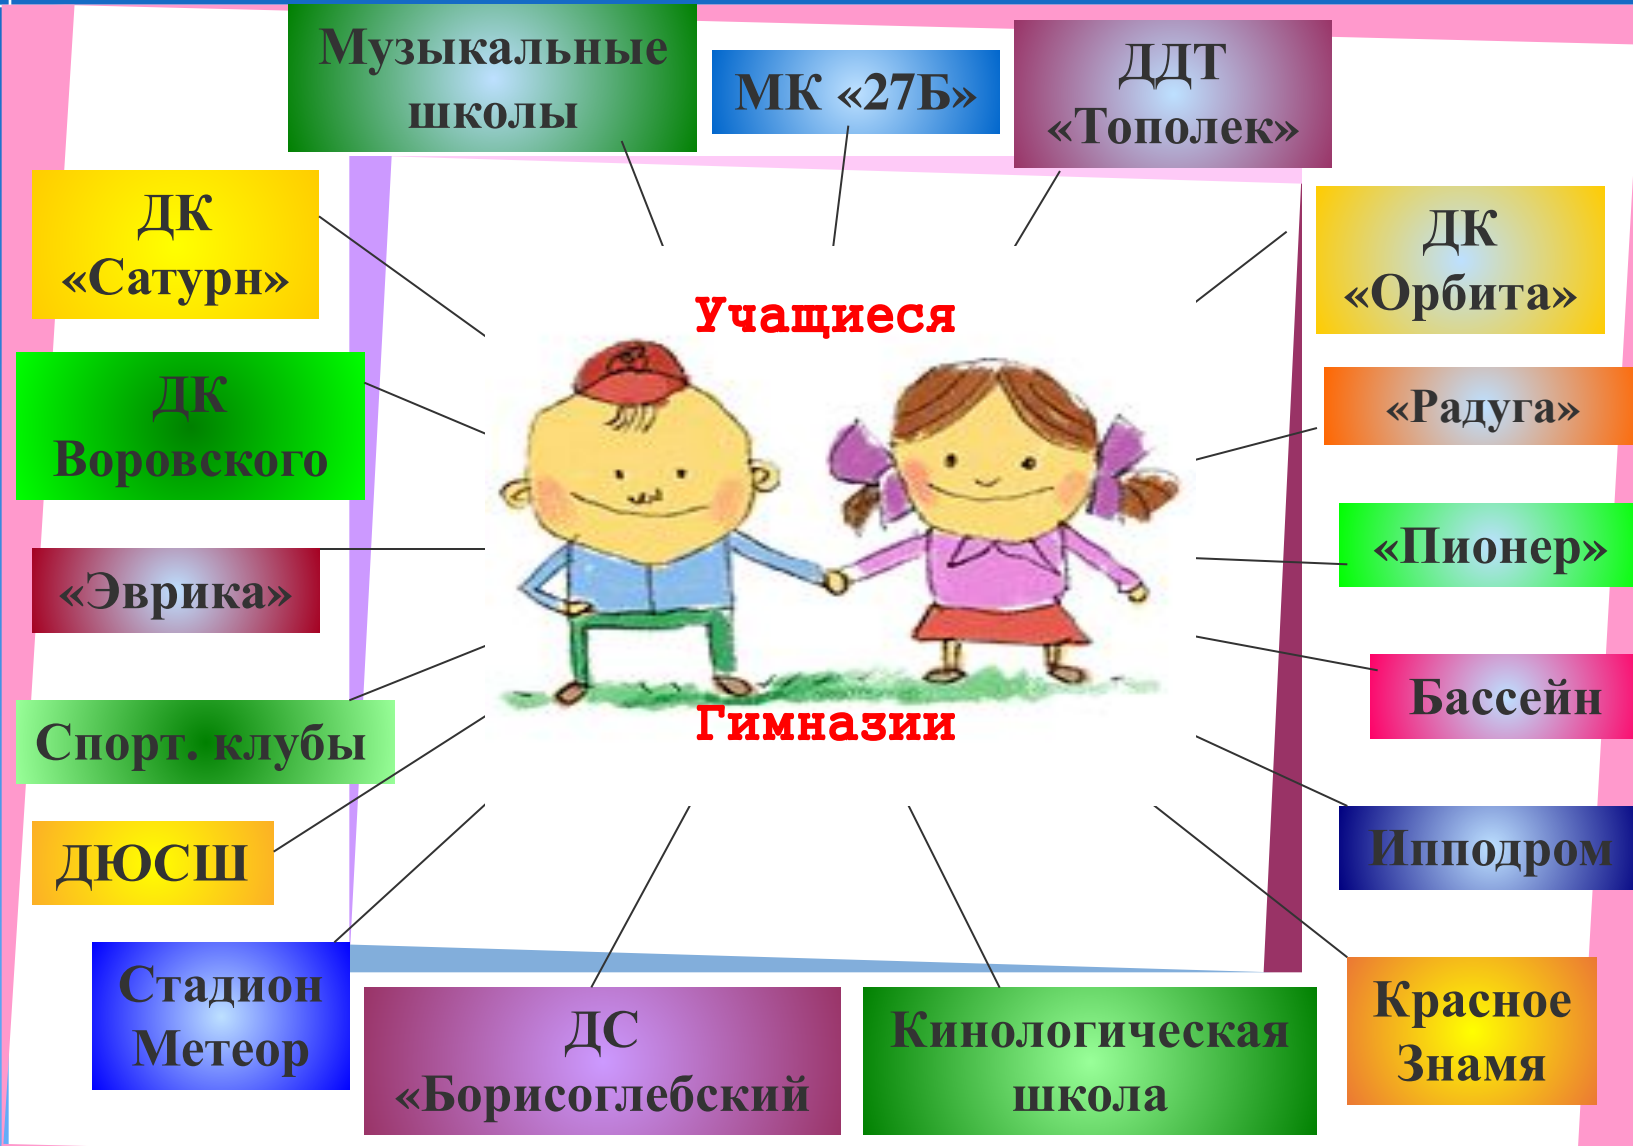 Музыкальные
школы
МК «27Б»
ДДТ
«Тополек»
ДК
«Сатурн»
ДК
«Орбита»
Учащиеся
ДК
Воровского
«Радуга»
«Эврика»
«Пионер»
Спорт. клубы
Бассейн
Гимназии
ДЮСШ
Ипподром
Стадион
Метеор
ДС
«Борисоглебский
Кинологическая
школа
Красное
Знамя